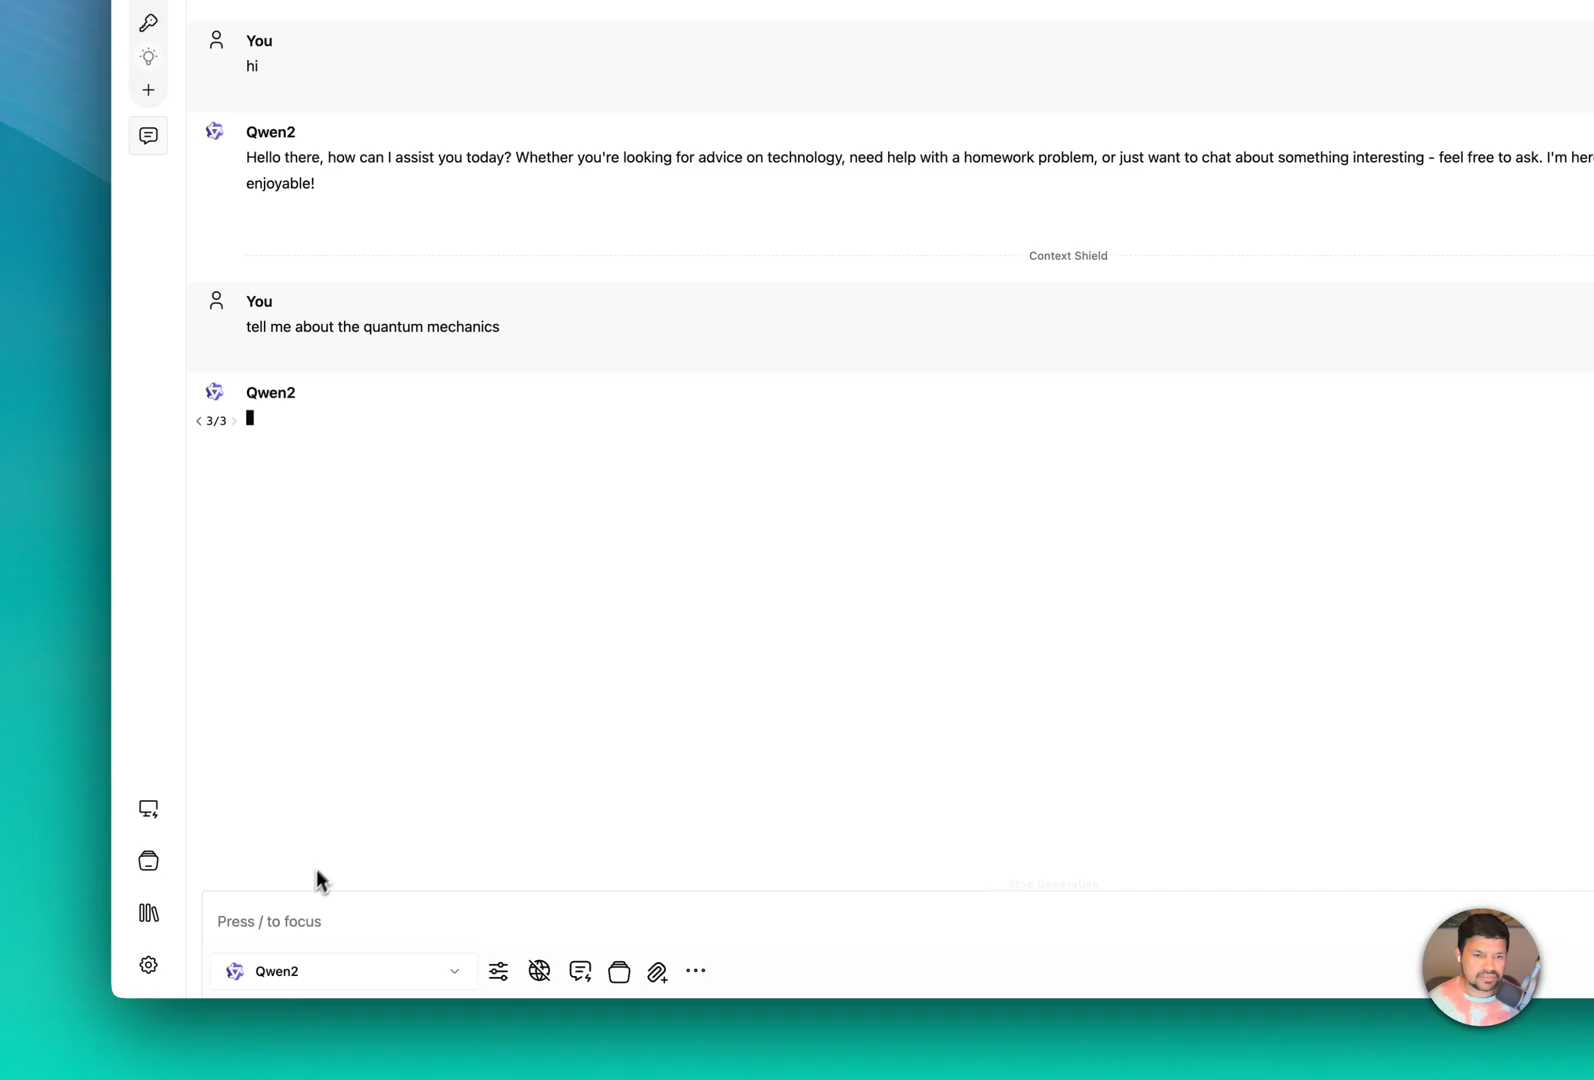 You
hi
Qwen2
Hello there, how can I assist you today? Whether you're looking for advice on technology, need help with a homework problem, or just want to chat about something interesting - feel free to ask. I'm her
enjoyable!
Context Shield
You
tell me about the quantum mechanics
Qwen2
< 3/3 >
Stop Generation
Press / to focus
Qwen2